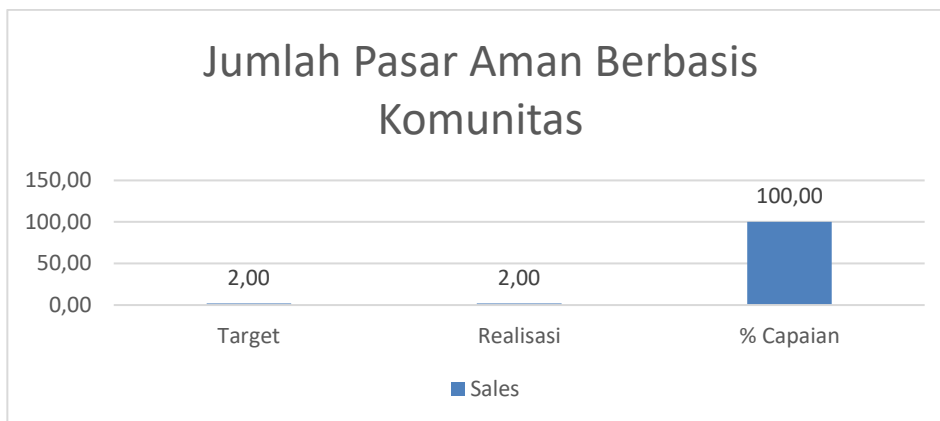 Jumlah Pasar Aman Berbasis
Komunitas
150,00
100,00
50,00
0,00
2,00
2,00
100,00
Target
Realisasi
% Capaian
Sales